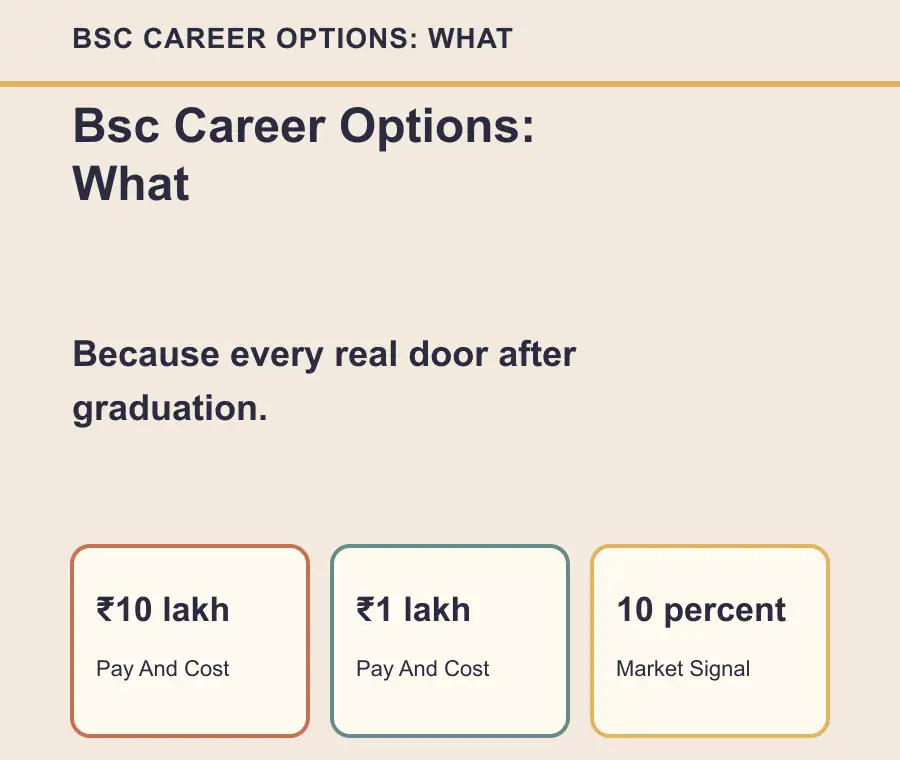 BSC CAREER OPTIONS: WHAT
Bsc Career Options:
What
Because every real door after
graduation.
₹10 lakh
Pay And Cost
₹1 lakh
Pay And Cost
10 percent
Market Signal